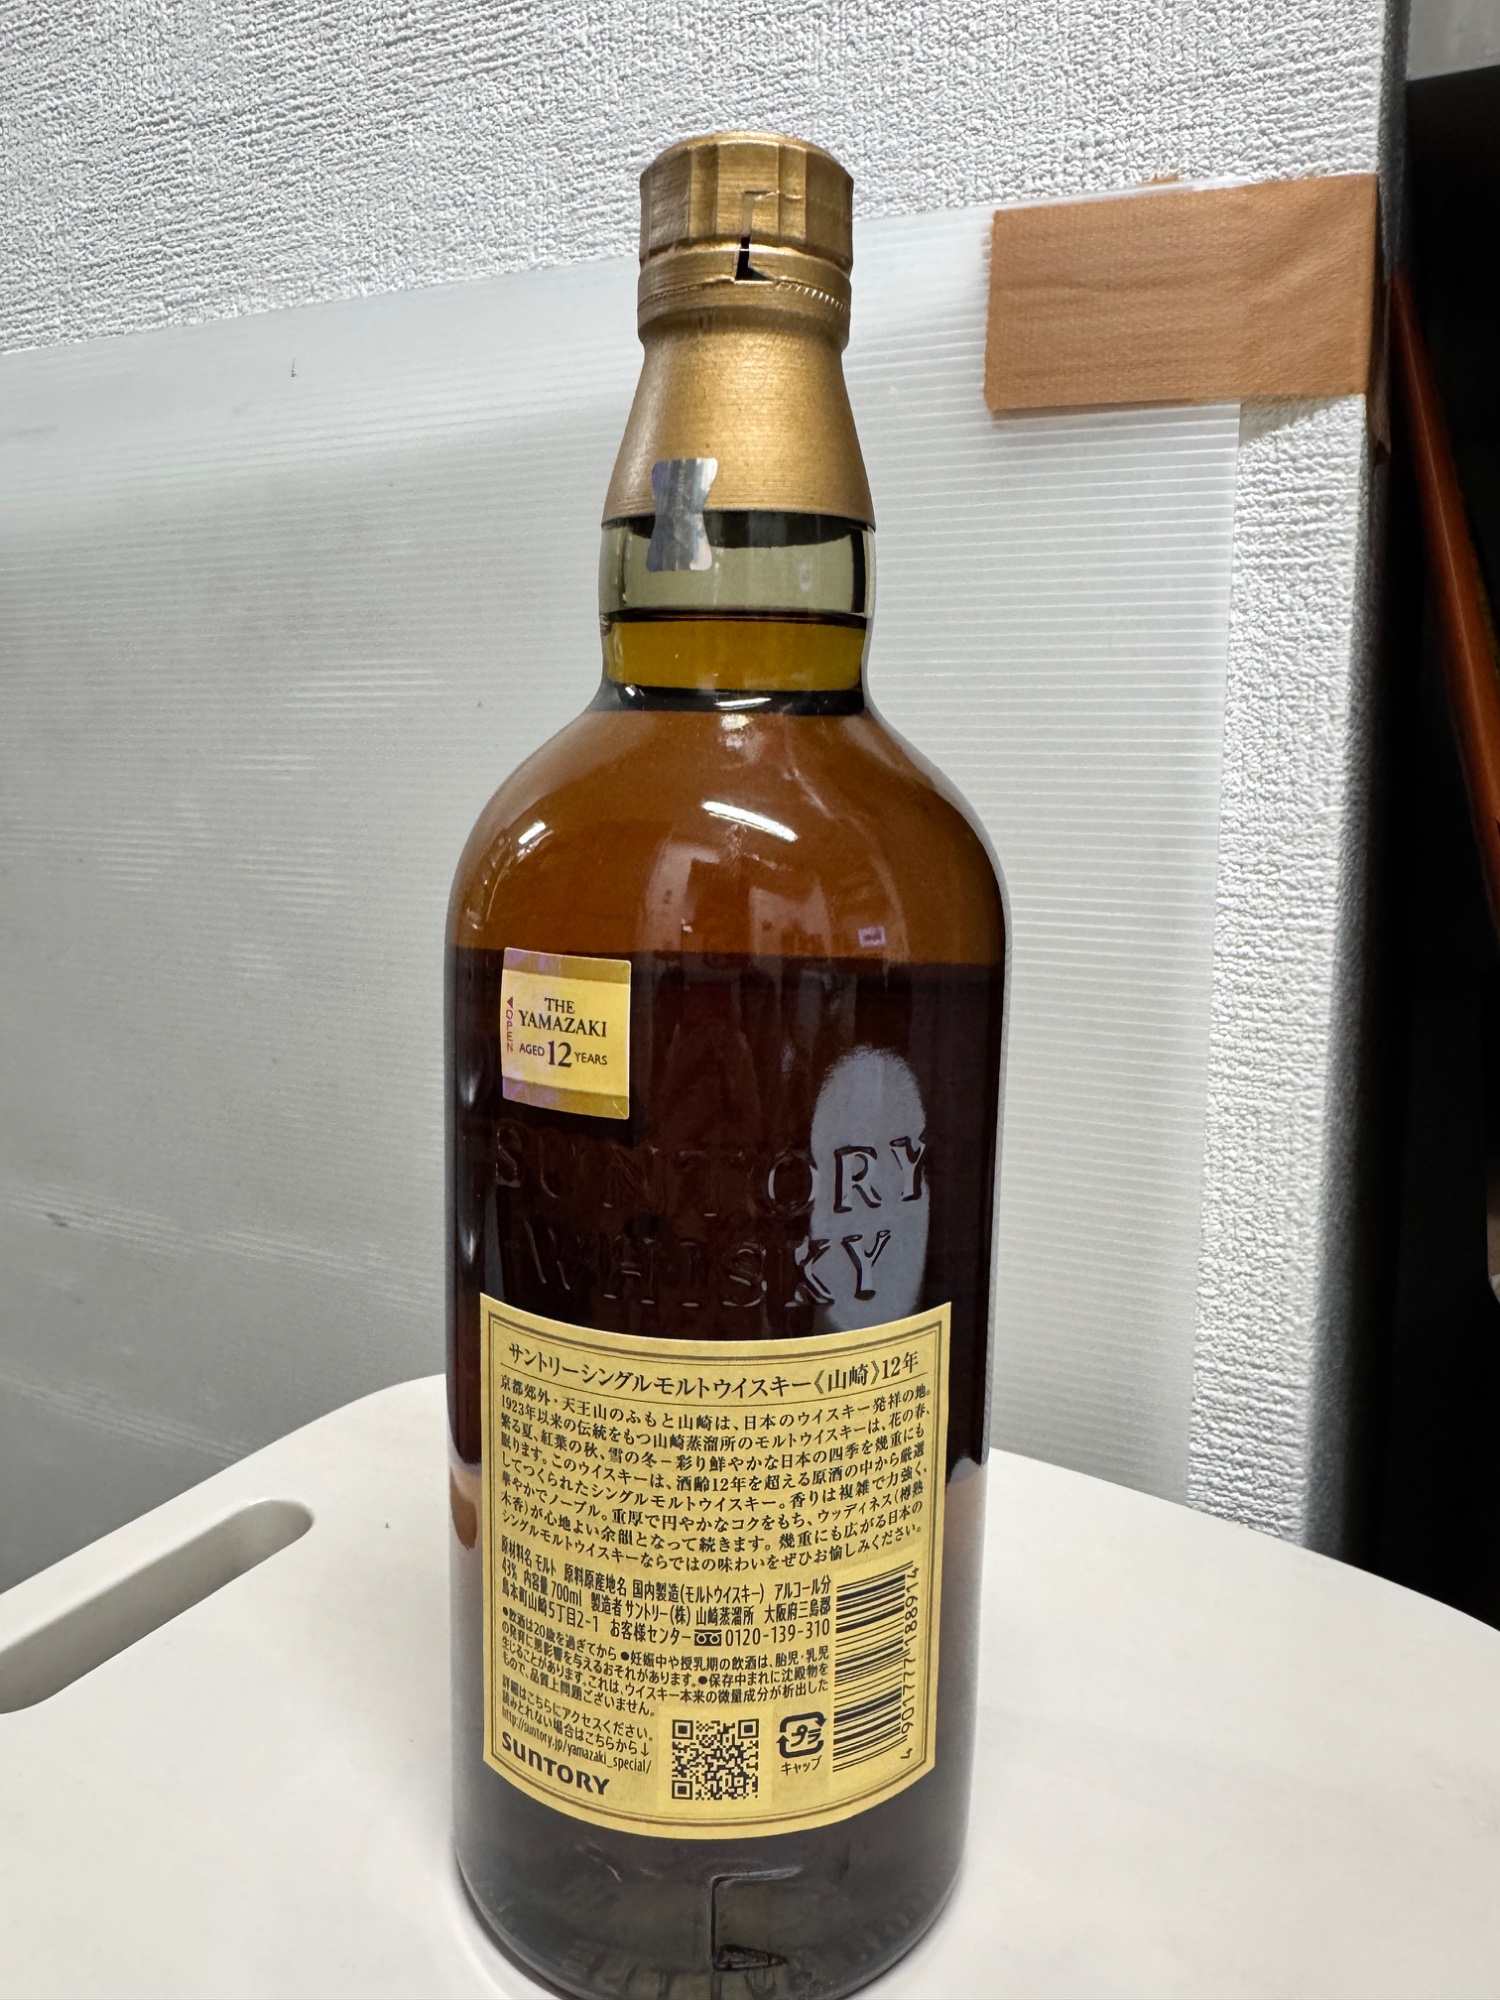 THE
YAMAZAKI
AGED 12 YEARS
◀OPEN
SUNTORY
WHISKY
サントリーシングルモルトウイスキー《山崎》12年
京都郊外・天王山のふもと山崎は、日本のウイスキー発祥の地。
1923年以来の伝統をもつ山崎蒸溜所のモルトウイスキーは、花の春、
繁る夏、紅葉の秋、雪の冬－彩り鮮やかな日本の四季を幾重にも
眠ります。このウイスキーは、酒齢12年を超える原酒の中から厳選
してつくられたシングルモルトウイスキー。香りは複雑で力強く、
華やかでノーブル。重厚で円やかなコクをもち、ウッディネス(樽熟
木香)が心地よい余韻となって続きます。幾重にも広がる日本の
シングルモルトウイスキーならではの味わいをぜひお愉しみください。
原材料名 モルト 原料原産地名 国内製造(モルトウイスキー) アルコール分
43% 内容量 700ml 製造者 サントリー(株) 山崎蒸溜所 大阪府三島郡
島本町山崎5丁目2-1 お客様センター 0120-139-310
●飲酒は20歳を過ぎてから ●妊娠中や授乳期の飲酒は、胎児・乳児
の発育に悪影響を与えるおそれがあります。●保存中まれに沈殿物を
生じることがあります。これは、ウイスキー本来の微量成分が析出した
もので、品質上問題ございません。
詳細はこちらにアクセスください。
読みとれない場合はこちらから↓
http://suntory.jp/yamazaki_special/
SUNTORY
プラ
キャップ
4 901777 188914